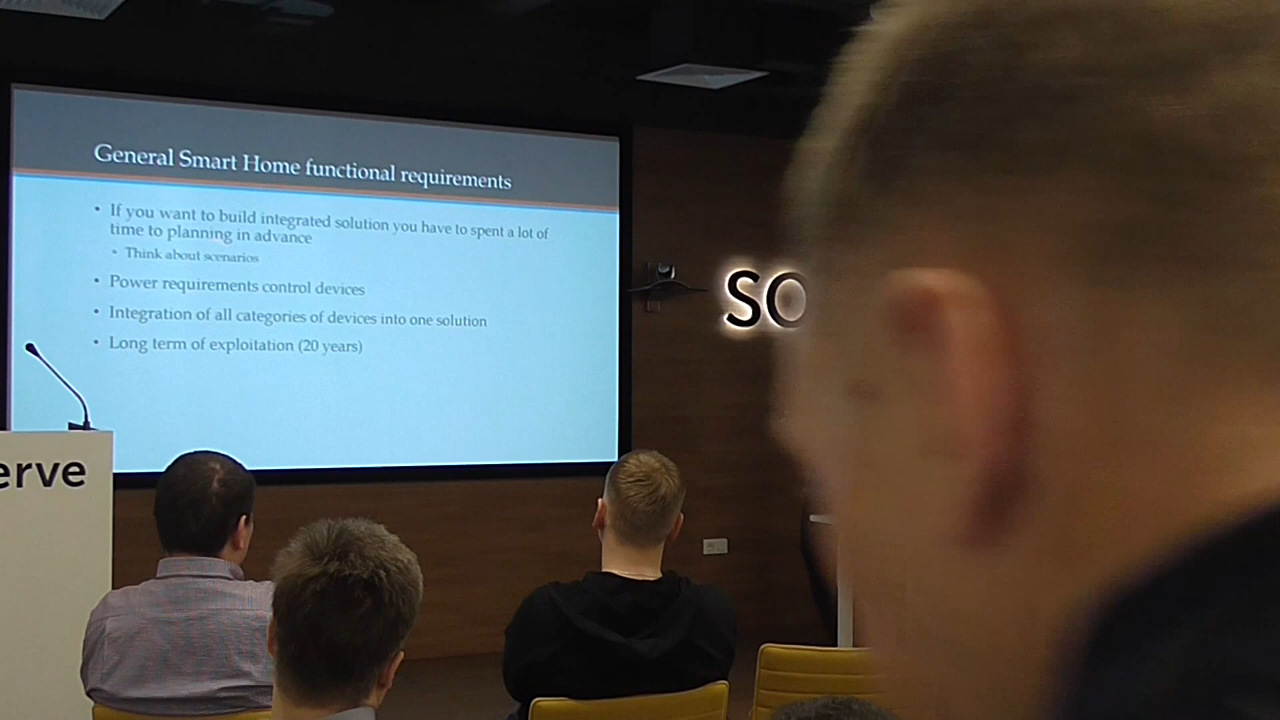 General Smart Home functional requirements
• If you want to build integrated solution you have to spent a lot of
time to planning in advance
• Think about scenarios
• Power requirements control devices
• Integration of all categories of devices into one solution
• Long term of exploitation (20 years)
SO
erve